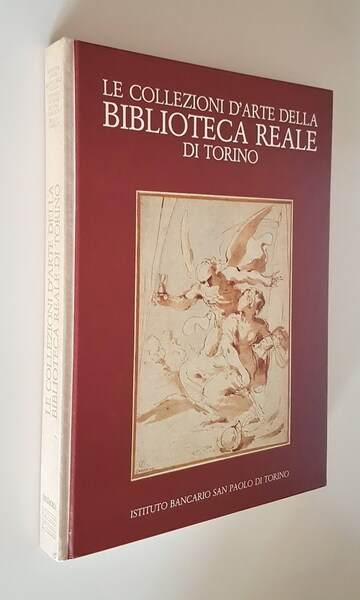 LE COLLEZIONI D'ARTE DELLA
BIBLIOTECA REALE
DI TORINO
ISTITUTO BANCARIO SAN PAOLO DI TORINO
LE COLLEZIONI D'ARTE DELLA
BIBLIOTECA REALE DI TORINO